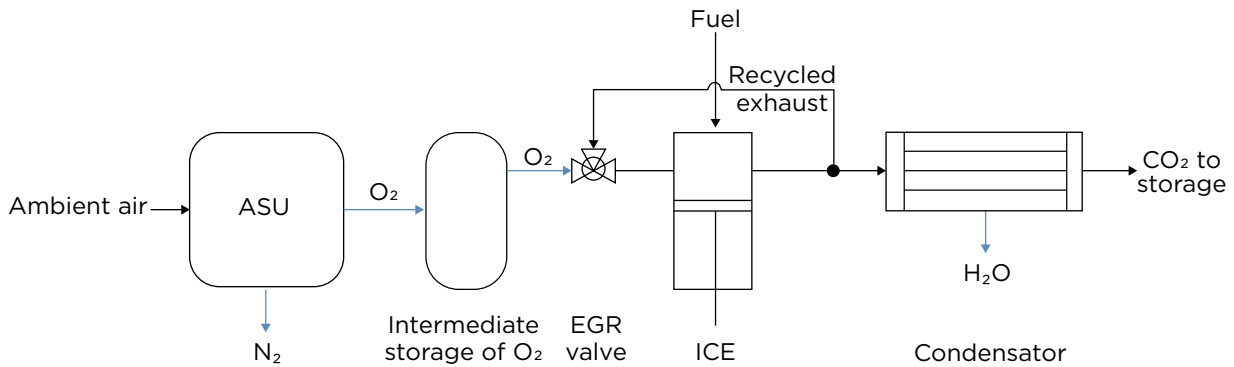 Fuel
Recycled
exhaust
Ambient air
ASU
O₂
O₂
CO₂ to
storage
N₂
H₂O
Intermediate
storage of O₂
EGR
valve
ICE
Condensator